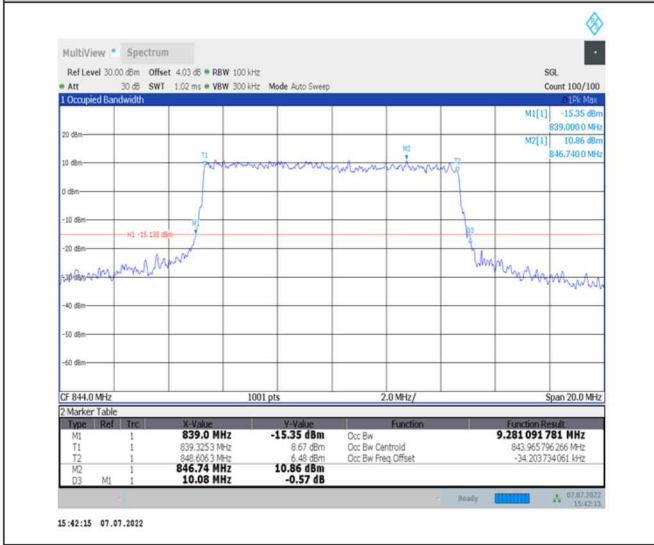 MultiView Spectrum
Ref Level 30.00 dBm Offset 4.03 dB RBW 100 kHz SGL
Att 30 dB SWT 1.02 ms VBW 300 kHz Mode Auto Sweep Count 100/100
1 Occupied Bandwidth 1Pk Max
M1[1] -15.35 dBm
839.000 0 MHz
M2[1] 10.86 dBm
846.740 0 MHz
20 dBm
10 dBm
T1
M2
T2
0 dBm
-10 dBm
M1
H1 -15.138 dBm
D3
-20 dBm
-30 dBm
-40 dBm
-50 dBm
-60 dBm
CF 844.0 MHz 1001 pts 2.0 MHz/ Span 20.0 MHz
2 Marker Table
Type Ref Trc X-Value Y-Value Function Function Result
M1 1 839.0 MHz -15.35 dBm Occ Bw 9.281 091 781 MHz
T1 1 839.325 3 MHz 8.67 dBm Occ Bw Centroid 843.965 796 266 MHz
T2 1 848.606 3 MHz 6.48 dBm Occ Bw Freq Offset -34.203 734 061 kHz
M2 1 846.74 MHz 10.86 dBm
D3 M1 1 10.08 MHz -0.57 dB
Ready 07.07.2022
15:42:15
15:42:15 07.07.2022